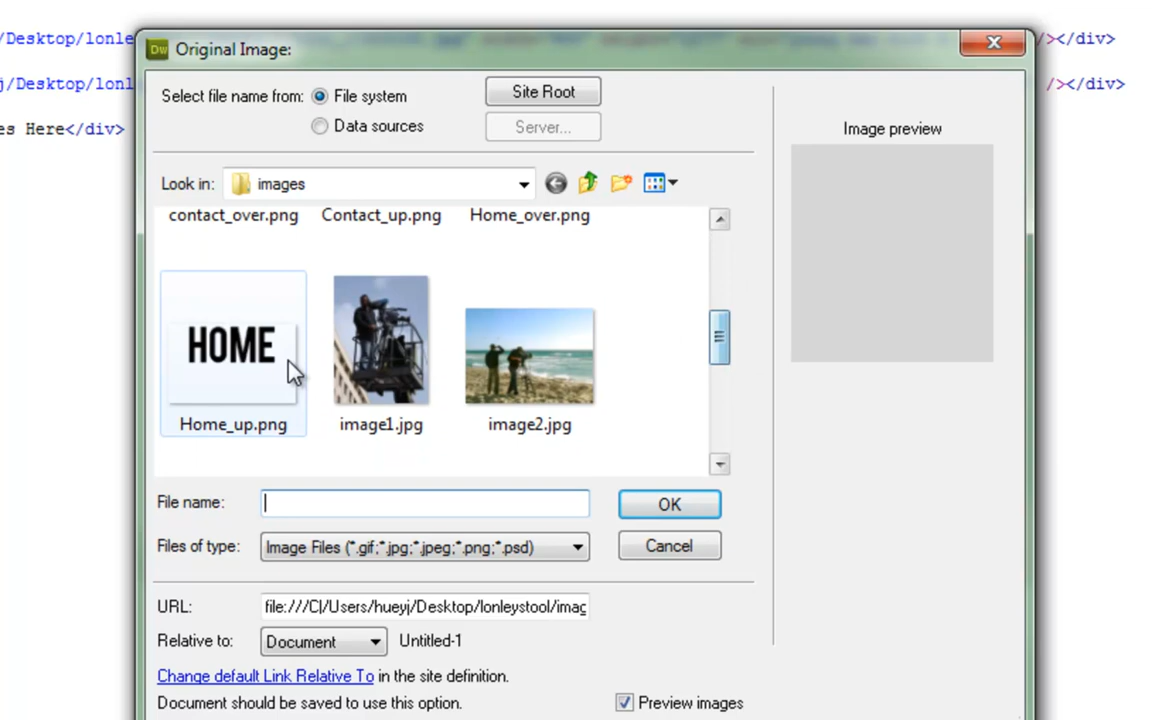 /Desktop/lonle
/></div>
j/Desktop/lonl
/></div>
es Here</div>
Dw
Original Image:
Select file name from:
File system
Site Root
Data sources
Server...
Image preview
Look in:
images
contact_over.png
Contact_up.png
Home_over.png
HOME
Home_up.png
image1.jpg
image2.jpg
File name:
OK
Files of type:
Image Files (*.gif;*.jpg;*.jpeg;*.png;*.psd)
Cancel
URL:
file:///C|/Users/hueyj/Desktop/lonleystool/imag
Relative to:
Document
Untitled-1
Change default Link Relative To in the site definition.
Document should be saved to use this option.
Preview images